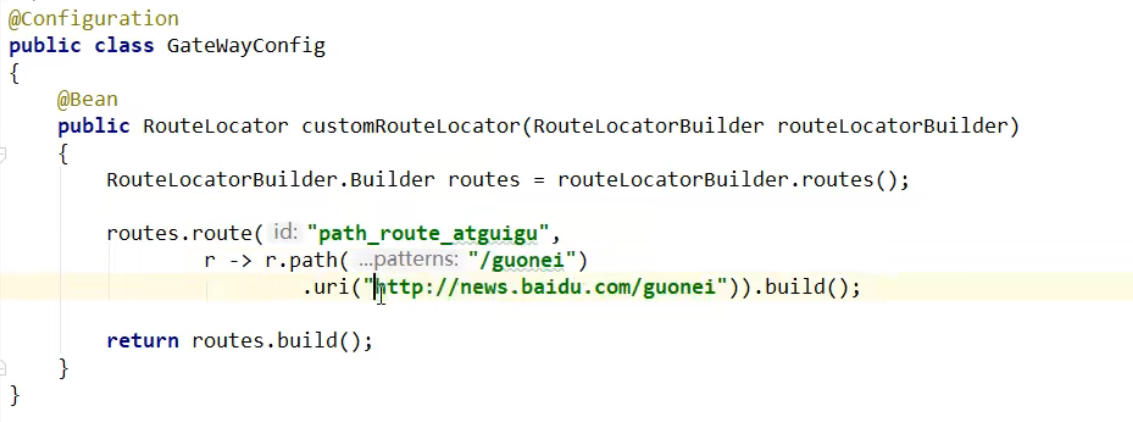 @Configuration
public class GateWayConfig
{
    @Bean
    public RouteLocator customRouteLocator(RouteLocatorBuilder routeLocatorBuilder)
    {
        RouteLocatorBuilder.Builder routes = routeLocatorBuilder.routes();
        routes.route( id: "path_route_atguigu",
                r -> r.path( ...patterns: "/guonei")
                        .uri("http://news.baidu.com/guonei")).build();
        return routes.build();
    }
}